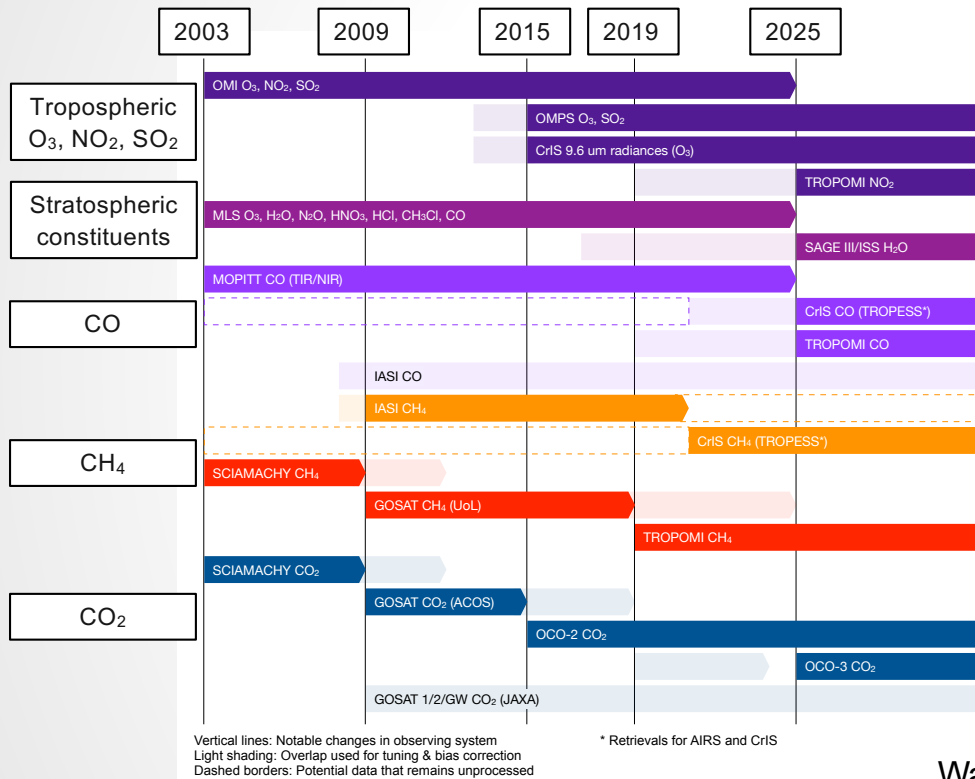 2003 2009 2015 2019 2025
Tropospheric
O₃, NO₂, SO₂
OMI O₃, NO₂, SO₂
OMPS O₃, SO₂
CrIS 9.6 um radiances (O₃)
TROPOMI NO₂
Stratospheric
constituents
MLS O₃, H₂O, N₂O, HNO₃, HCl, CH₃Cl, CO
SAGE III/ISS H₂O
MOPITT CO (TIR/NIR)
CO
CrIS CO (TROPESS*)
TROPOMI CO
IASI CO
IASI CH₄
CrIS CH₄ (TROPESS*)
CH₄
SCIAMACHY CH₄
GOSAT CH₄ (UoL)
TROPOMI CH₄
SCIAMACHY CO₂
GOSAT CO₂ (ACOS)
CO₂
OCO-2 CO₂
OCO-3 CO₂
GOSAT 1/2/GW CO₂ (JAXA)
Vertical lines: Notable changes in observing system
Light shading: Overlap used for tuning & bias correction
Dashed borders: Potential data that remains unprocessed
* Retrievals for AIRS and CrIS